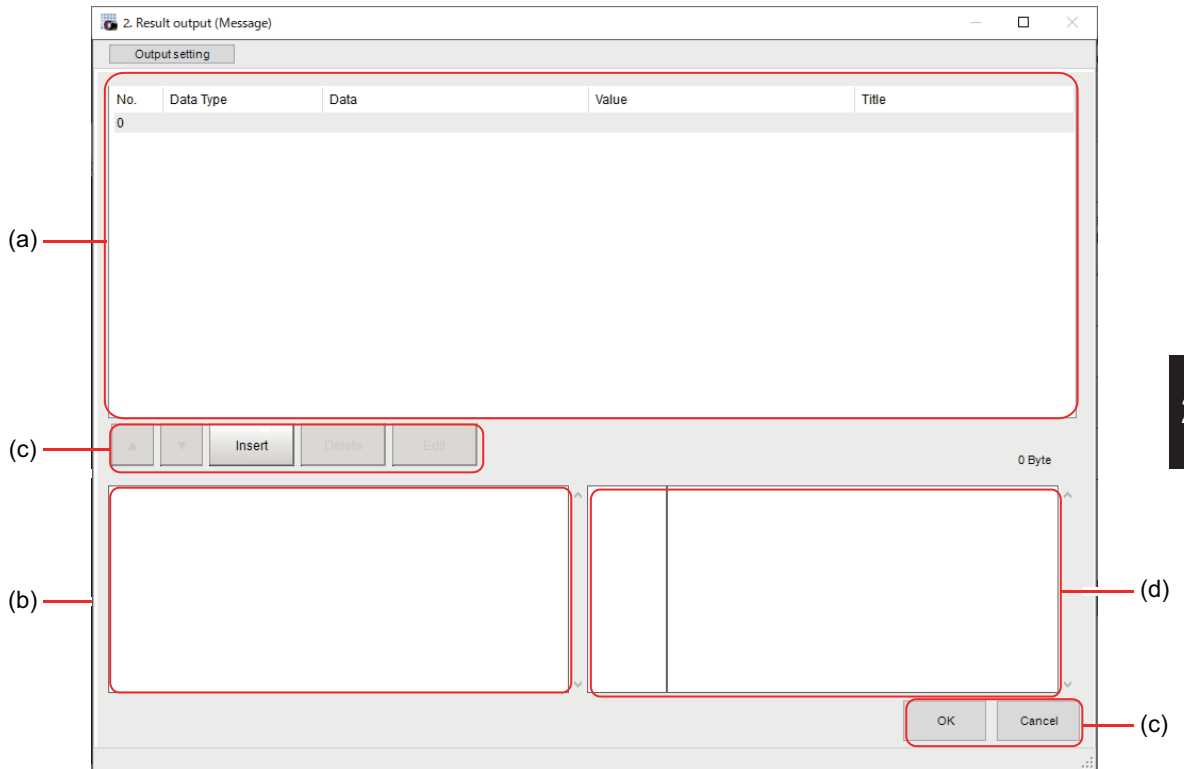 2. Result output (Message)
Output setting
No. Data Type Data Value Title
0
(a)
(c) ▲ ▼ Insert Delete Edit
0 Byte
(b)
(d)
OK Cancel
(c)